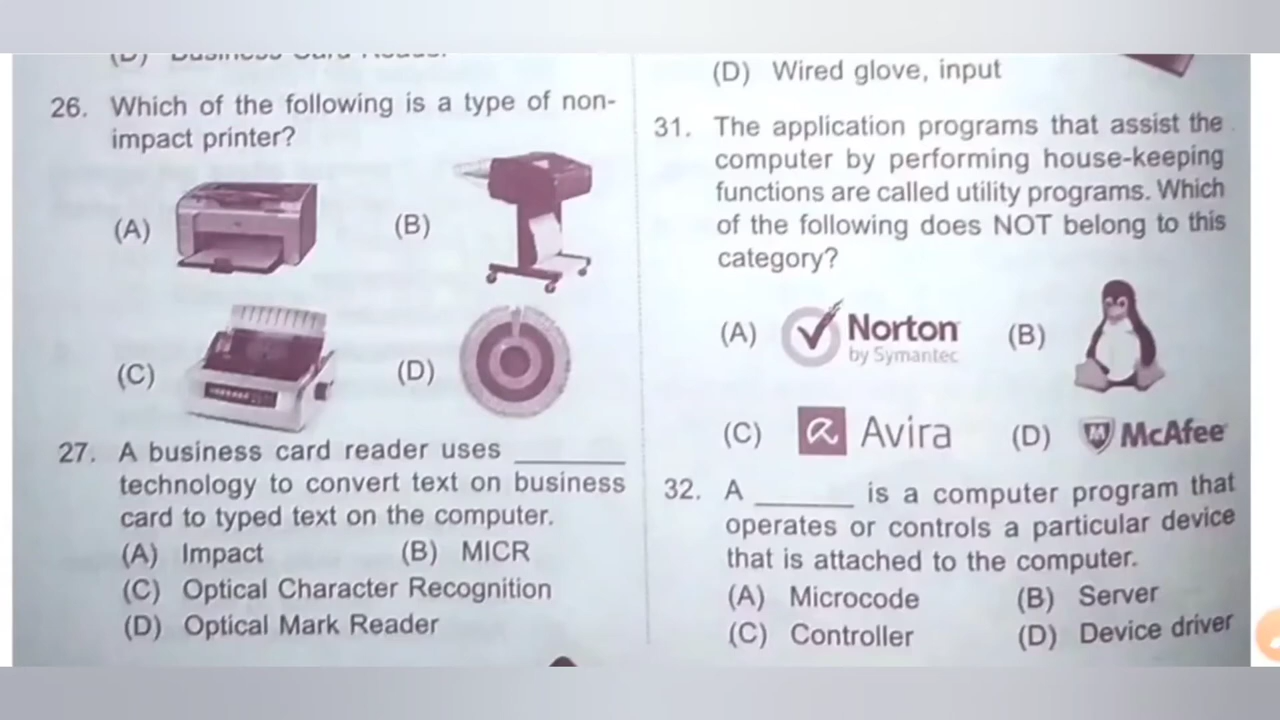 26. Which of the following is a type of non-
impact printer?
(A)
(B)
(C)
(D)
27. A business card reader uses ________
technology to convert text on business
card to typed text on the computer.
(A) Impact
(B) MICR
(C) Optical Character Recognition
(D) Optical Mark Reader
(D) Wired glove, input
31. The application programs that assist the
computer by performing house-keeping
functions are called utility programs. Which
of the following does NOT belong to this
category?
(A) Norton
by Symantec
(B)
(C) Avira
(D) McAfee
32. A ________ is a computer program that
operates or controls a particular device
that is attached to the computer.
(A) Microcode
(B) Server
(C) Controller
(D) Device driver